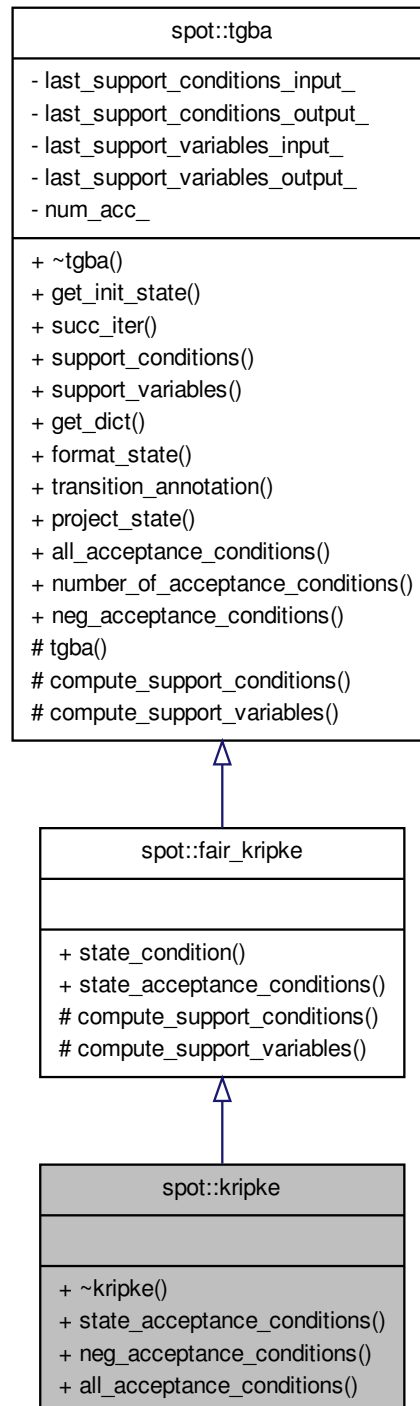 spot::tgba
- last_support_conditions_input_
- last_support_conditions_output_
- last_support_variables_input_
- last_support_variables_output_
- num_acc_
+ ~tgba()
+ get_init_state()
+ succ_iter()
+ support_conditions()
+ support_variables()
+ get_dict()
+ format_state()
+ transition_annotation()
+ project_state()
+ all_acceptance_conditions()
+ number_of_acceptance_conditions()
+ neg_acceptance_conditions()
# tgba()
# compute_support_conditions()
# compute_support_variables()
spot::fair_kripke
+ state_condition()
+ state_acceptance_conditions()
# compute_support_conditions()
# compute_support_variables()
spot::kripke
+ ~kripke()
+ state_acceptance_conditions()
+ neg_acceptance_conditions()
+ all_acceptance_conditions()